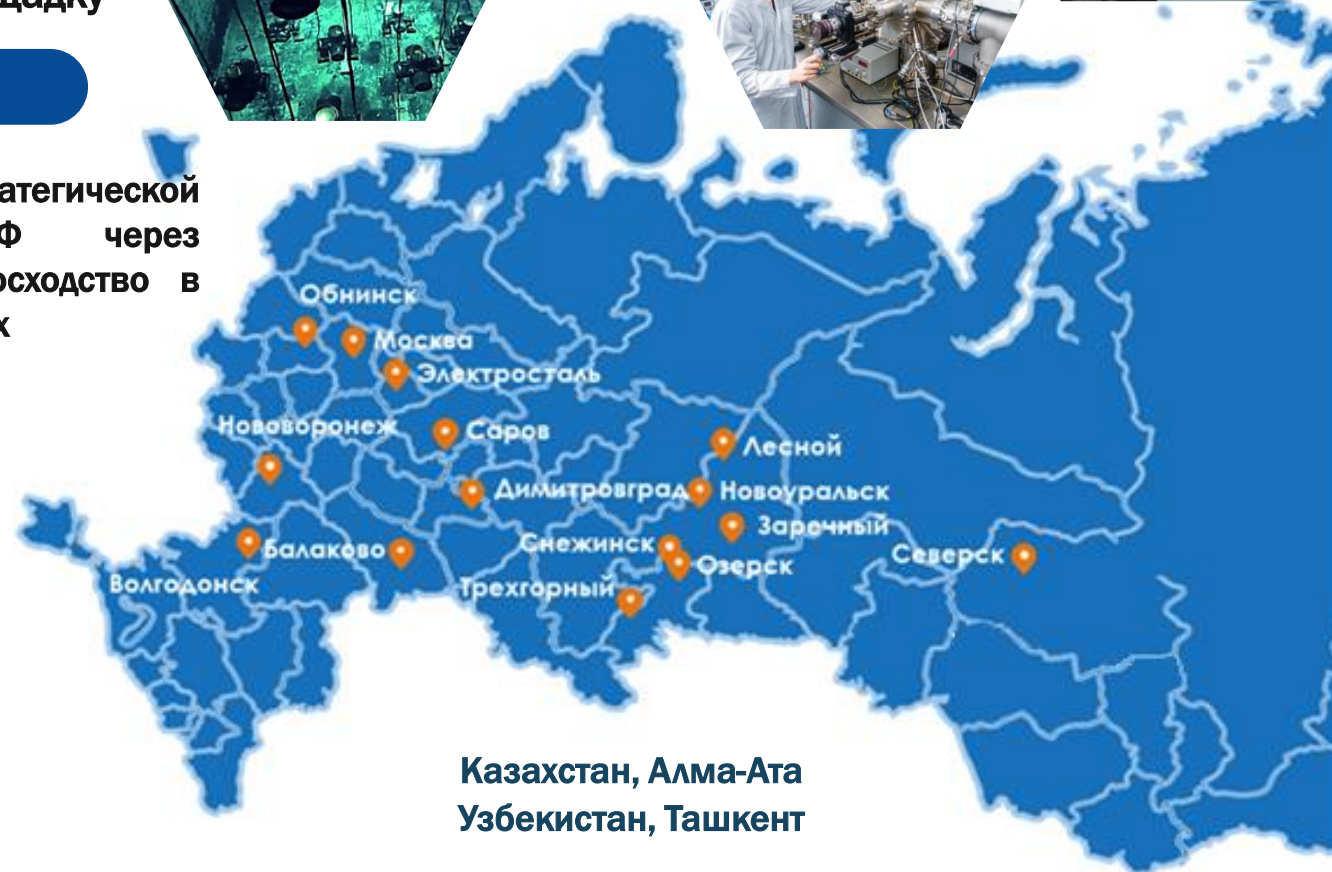 щадку
атегической
Ф через
осходство в
х
Обнинск
Москва
Электросталь
Нововоронеж
Саров
Лесной
Димитровград
Новоуральск
Заречный
Снежинск
Северск
Балаково
Озерск
Волгодонск
Трехгорный
Казахстан, Алма-Ата
Узбекистан, Ташкент